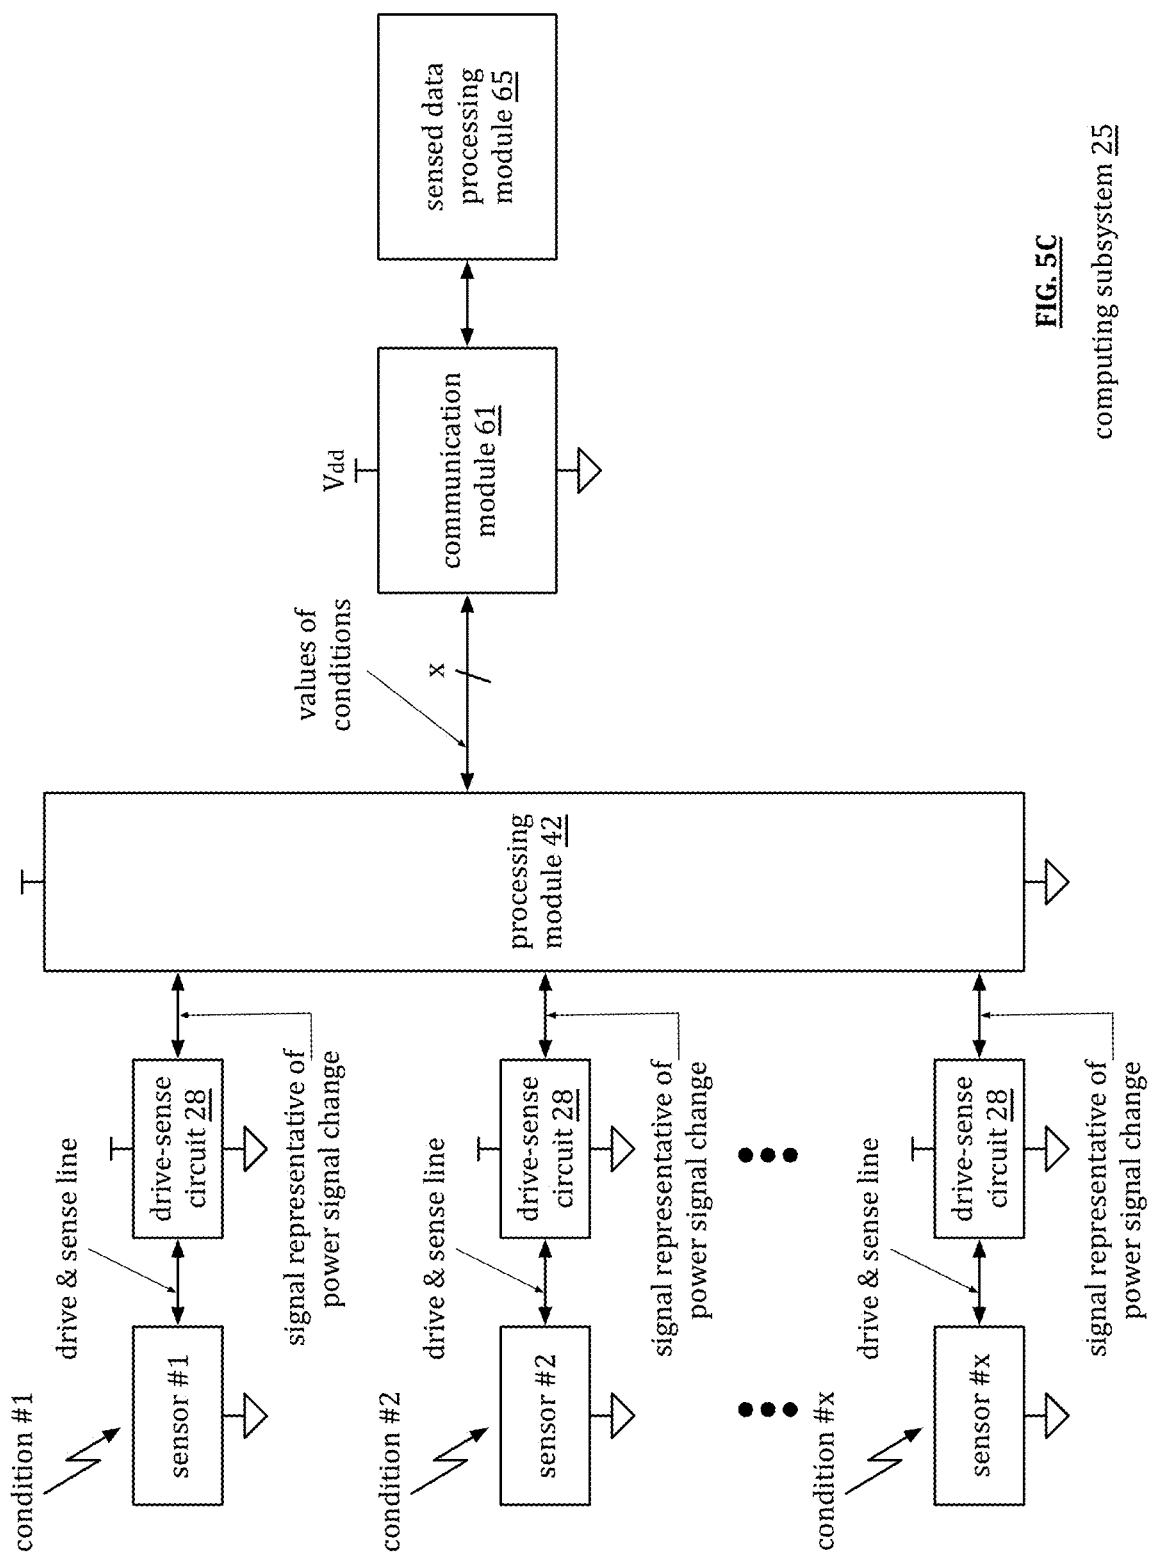 condition #1
drive & sense line
sensor #1
drive-sense
circuit 28
signal representative of
power signal change
condition #2
drive & sense line
sensor #2
drive-sense
circuit 28
signal representative of
power signal change
condition #x
drive & sense line
sensor #x
drive-sense
circuit 28
signal representative of
power signal change
processing
module 42
values of
conditions
x
Vdd
communication
module 61
sensed data
processing
module 65
FIG. 5C
computing subsystem 25